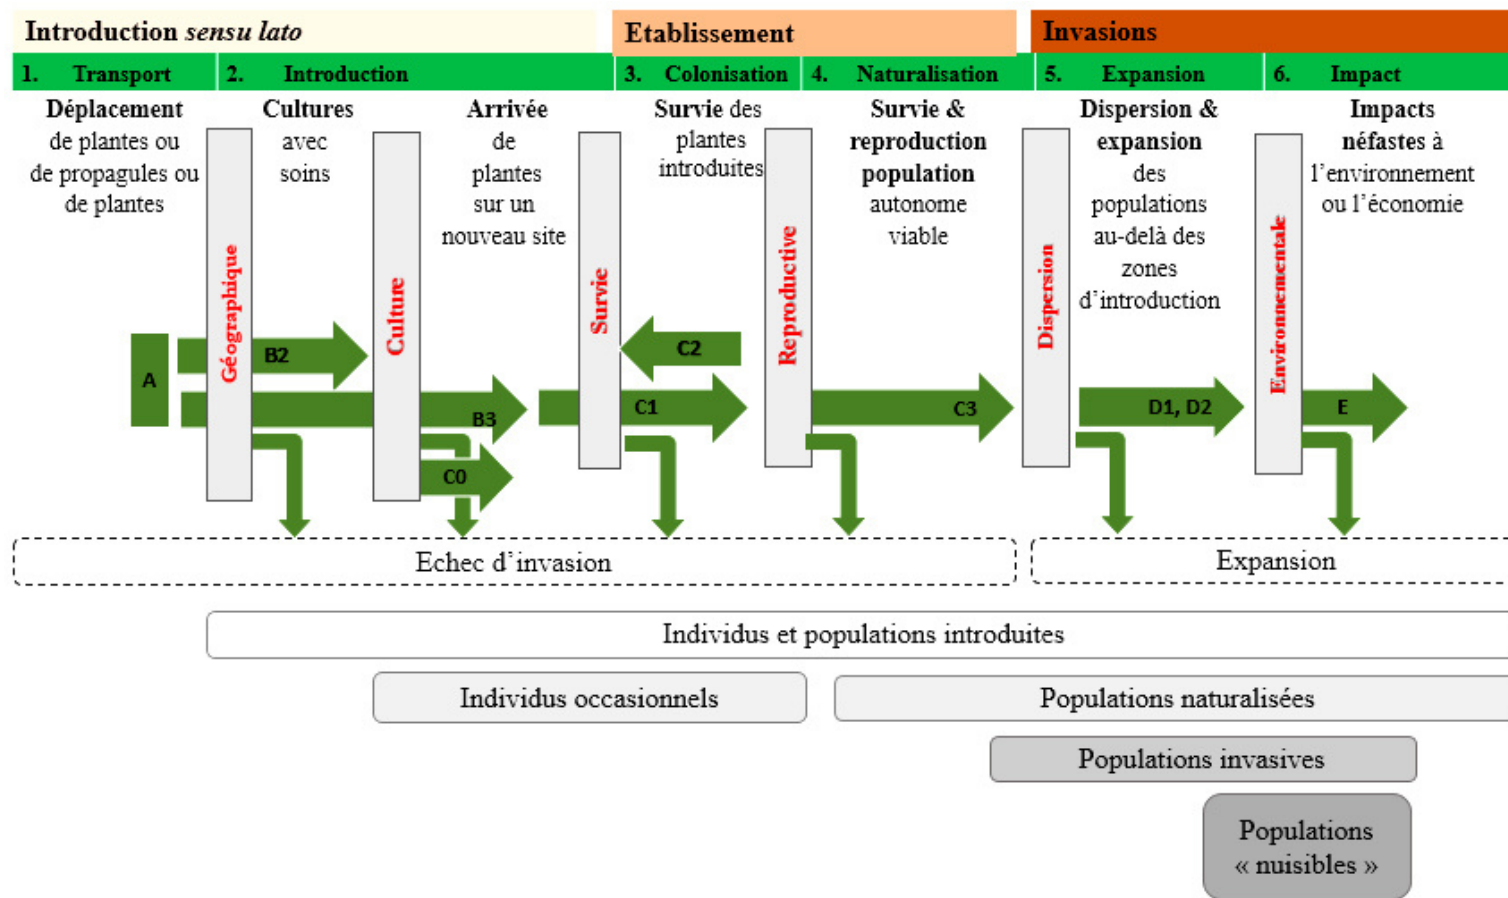 Introduction sensu lato
Etablissement
Invasions
1. Transport
2. Introduction
3. Colonisation
4. Naturalisation
5. Expansion
6. Impact
Déplacement
de plantes ou
de propagules ou
de plantes
Cultures
avec
soins
Arrivée
de
plantes
sur un
nouveau site
Survie des
plantes
introduites
Survie &
reproduction
population
autonome
viable
Dispersion &
expansion
des
populations
au-delà des
zones
d'introduction
Impacts
néfastes à
l'environnement
ou l'économie
Géographique
Culture
Survie
Reproductive
Dispersion
Environnementale
A
B2
B3
C0
C2
C1
C3
D1, D2
E
Echec d'invasion
Expansion
Individus et populations introduites
Individus occasionnels
Populations naturalisées
Populations invasives
Populations
« nuisibles »